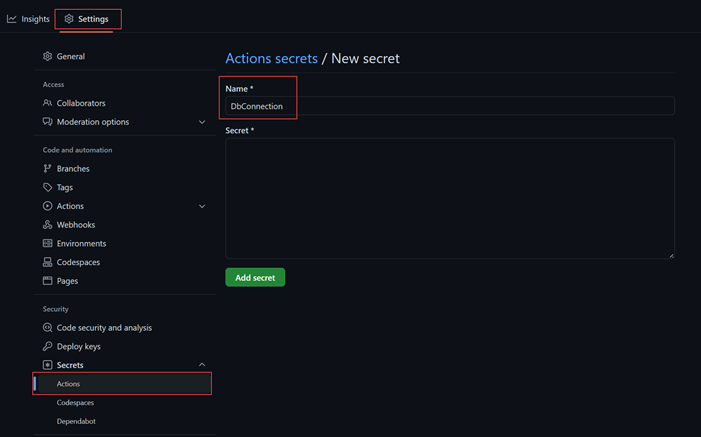 Insights
Settings
General
Access
Collaborators
Moderation options
Code and automation
Branches
Tags
Actions
Webhooks
Environments
Codespaces
Pages
Security
Code security and analysis
Deploy keys
Secrets
Actions
Codespaces
Dependabot
Actions secrets / New secret
Name *
DbConnection
Secret *
Add secret